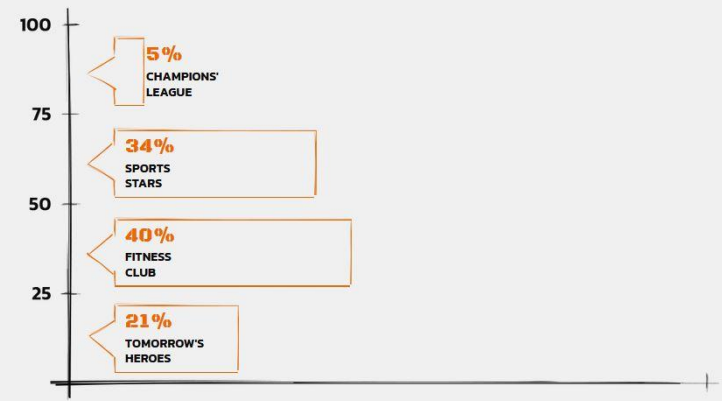 100
5%
CHAMPIONS'
LEAGUE
75
34%
SPORTS
STARS
50
40%
FITNESS
CLUB
25
21%
TOMORROW'S
HEROES